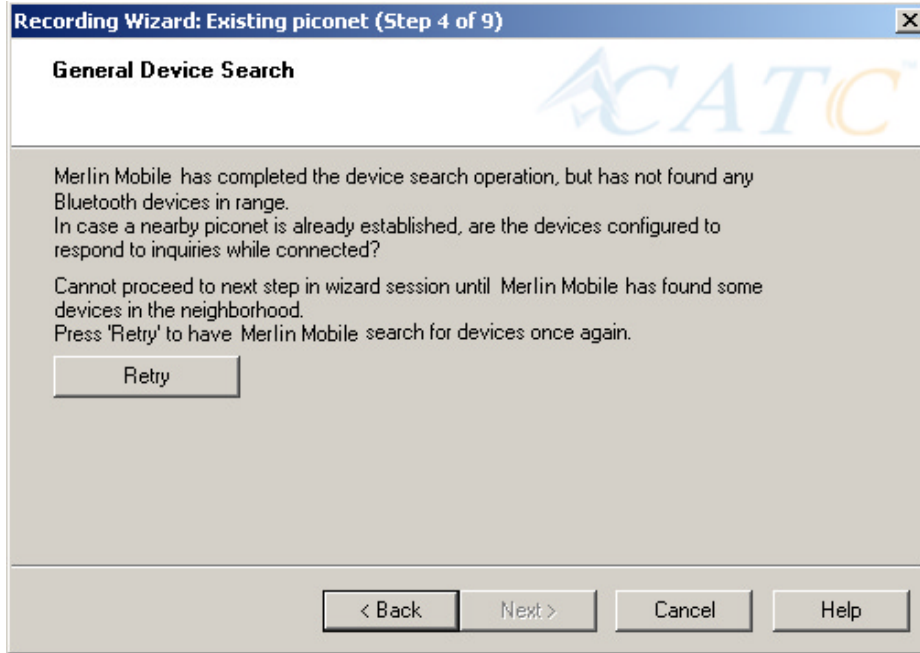 Recording Wizard: Existing piconet (Step 4 of 9)
General Device Search
CATC
Merlin Mobile has completed the device search operation, but has not found any
Bluetooth devices in range.
In case a nearby piconet is already established, are the devices configured to
respond to inquiries while connected?
Cannot proceed to next step in wizard session until Merlin Mobile has found some
devices in the neighborhood.
Press 'Retry' to have Merlin Mobile search for devices once again.
Retry
< Back Next > Cancel Help